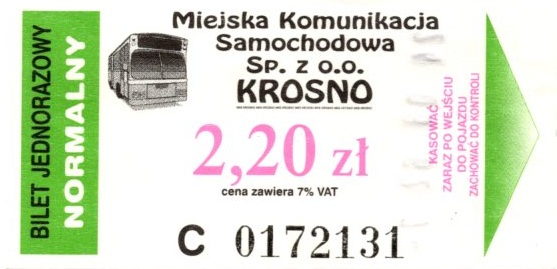 BILET JEDNORAZOWY
NORMALNY
Miejska Komunikacja
Samochodowa
Sp. z o.o.
KROSNO
2,20 zł
cena zawiera 7% VAT
C 0172131
KASOWAĆ
ZARAZ PO WEJŚCIU
DO POJAZDU
ZACHOWAĆ DO KONTROLI